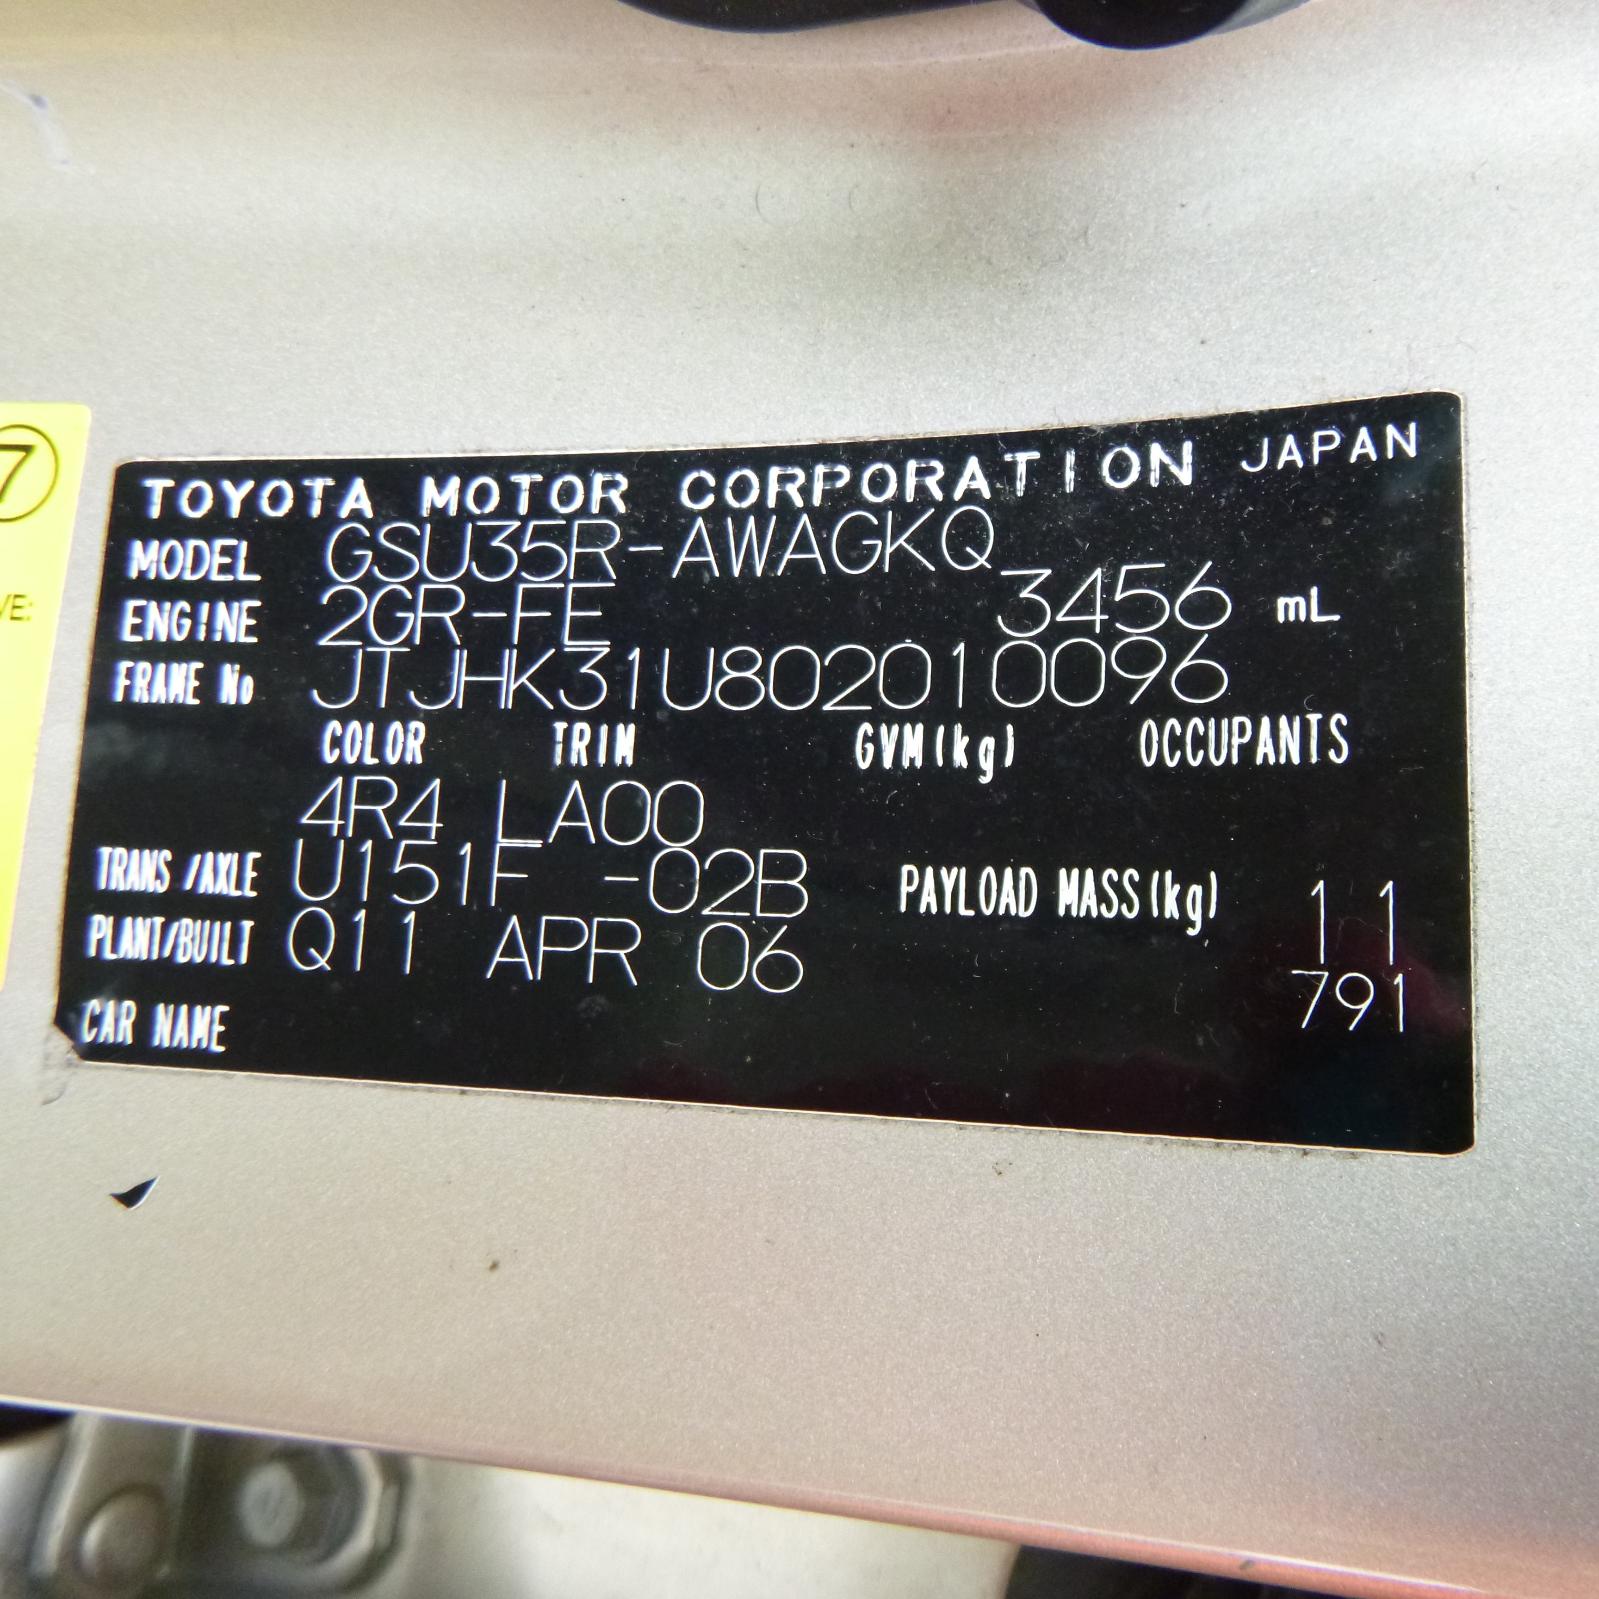 7
VE:
TOYOTA MOTOR CORPORATION JAPAN
MODEL GSU35R-AWAGKQ
ENGINE 2GR-FE 3456 mL
FRAME No JTJHK31U802010096
COLOR TRIM GVM(kg) OCCUPANTS
4R4 LA00
TRANS/AXLE U151F -02B PAYLOAD MASS(kg) 11
PLANT/BUILT Q11 APR 06 791
CAR NAME